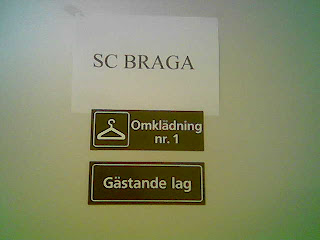 SC BRAGA
Omklädning
nr. 1
Gästande lag